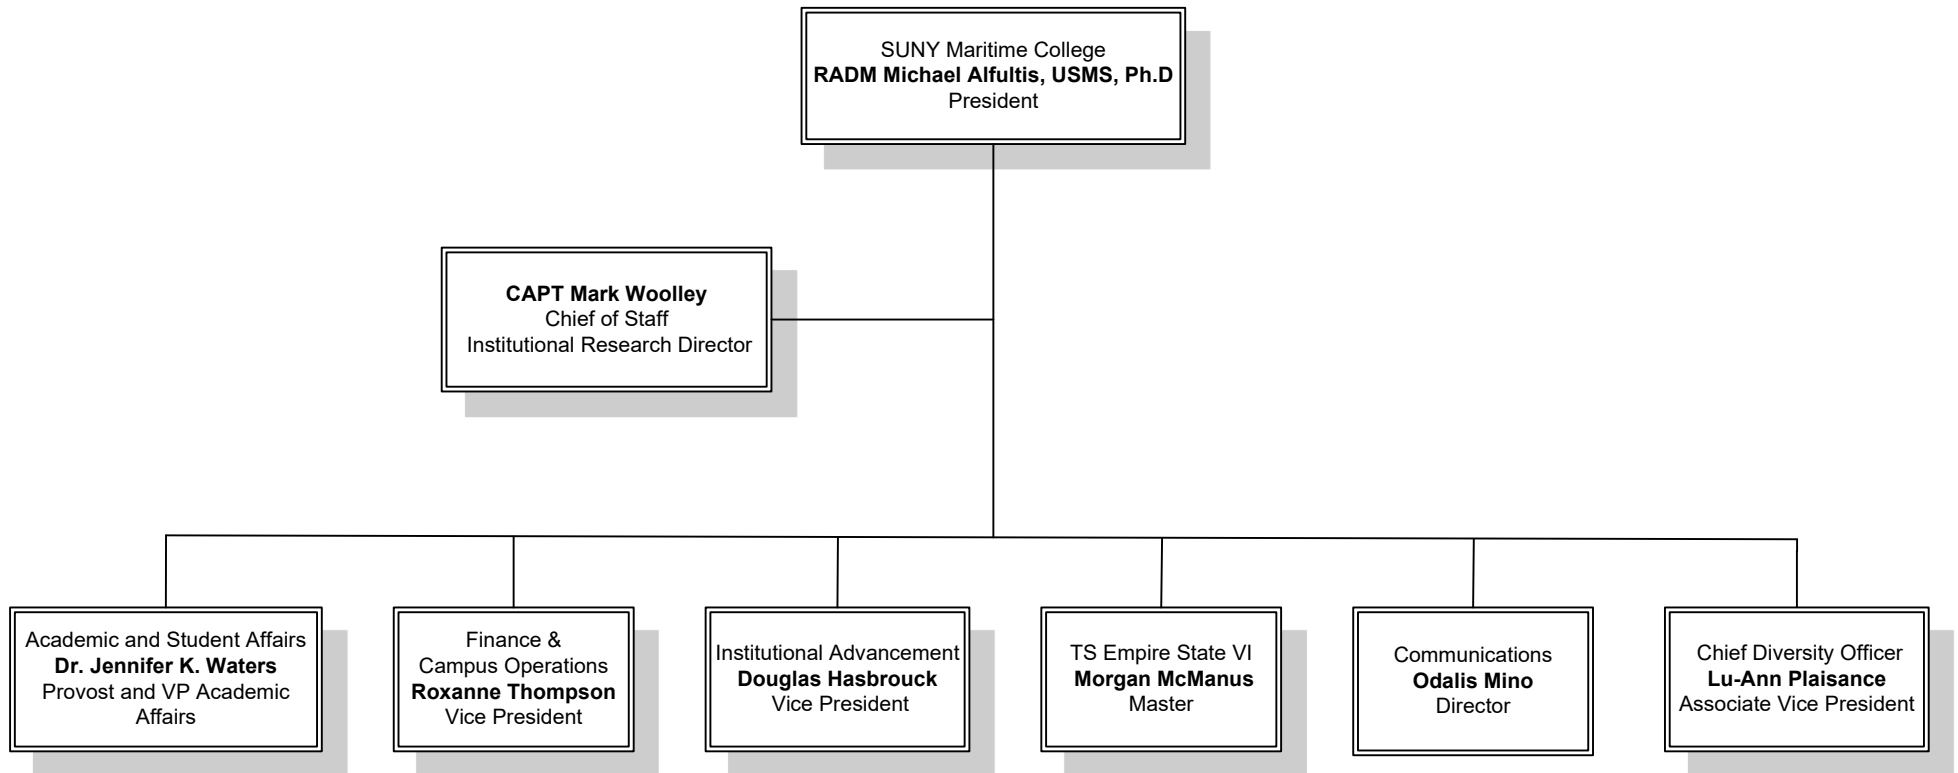 SUNY Maritime College
RADM Michael Alfultis, USMS, Ph.D
President
CAPT Mark Woolley
Chief of Staff
Institutional Research Director
Academic and Student Affairs
Dr. Jennifer K. Waters
Provost and VP Academic
Affairs
Finance &
Campus Operations
Roxanne Thompson
Vice President
Institutional Advancement
Douglas Hasbrouck
Vice President
TS Empire State VI
Morgan McManus
Master
Communications
Odalis Mino
Director
Chief Diversity Officer
Lu-Ann Plaisance
Associate Vice President